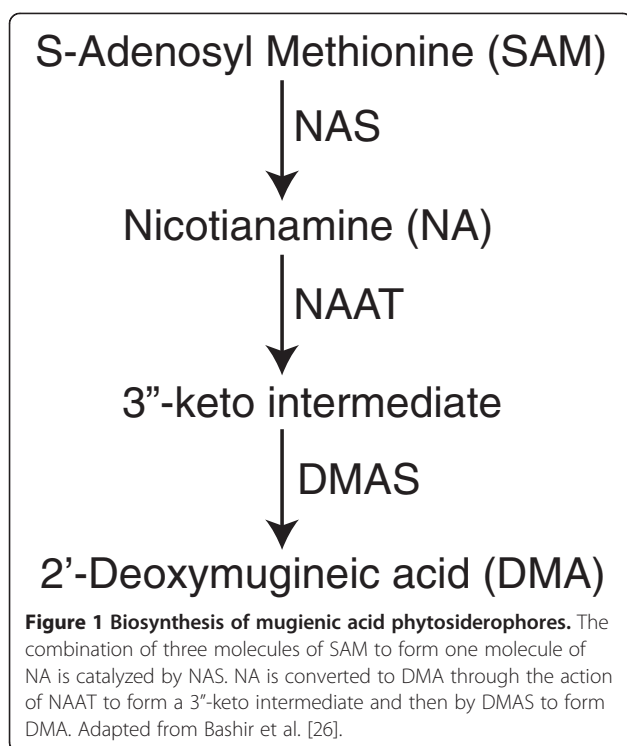 S-Adenosyl Methionine (SAM)
NAS
Nicotianamine (NA)
NAAT
3”-keto intermediate
DMAS
2’-Deoxymugineic acid (DMA)
Figure 1 Biosynthesis of mugienic acid phytosiderophores. The
combination of three molecules of SAM to form one molecule of
NA is catalyzed by NAS. NA is converted to DMA through the action
of NAAT to form a 3”-keto intermediate and then by DMAS to form
DMA. Adapted from Bashir et al. [26].